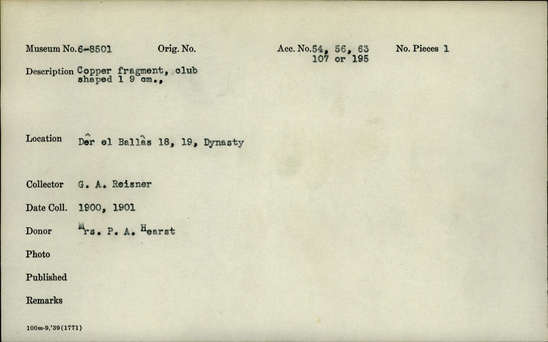 Museum No. 6-8501 Orig. No. Acc. No. 54, 56, 63 No. Pieces 1
107 or 195
Description Copper fragment, club
shaped l 9 cm.,
Location Dêr el Ballâs 18, 19, Dynasty
Collector G. A. Reisner
Date Coll. 1900, 1901
Donor Mrs. P. A. Hearst
Photo
Published
Remarks
100m-9,'39(1771)